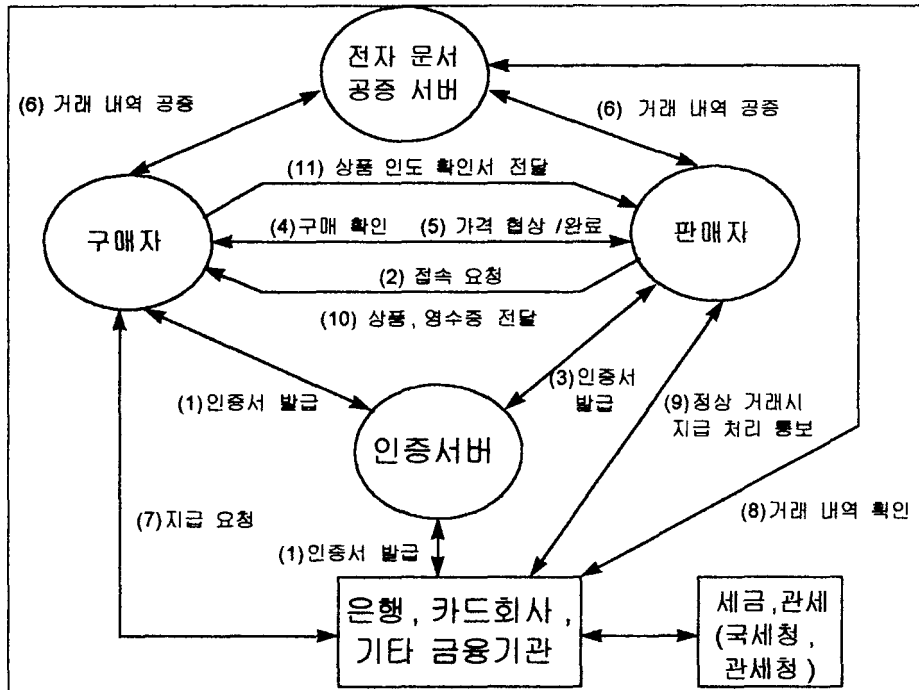 전자 문서
공증 서버
(6) 거래 내역 공증
(6) 거래 내역 공증
(11) 상품 인도 확인서 전달
구매자
(4)구매 확인 (5) 가격 협상 /완료
판매자
(2) 접속 요청
(10) 상품, 영수증 전달
(1)인증서 발급
(3)인증서
발급
(9)정상 거래시
지급 처리 통보
인증서버
(7)지급 요청
(8)거래 내역 확인
(1)인증서 발급
은행, 카드회사,
기타 금융기관
세금,관세
(국세청,
관세청)